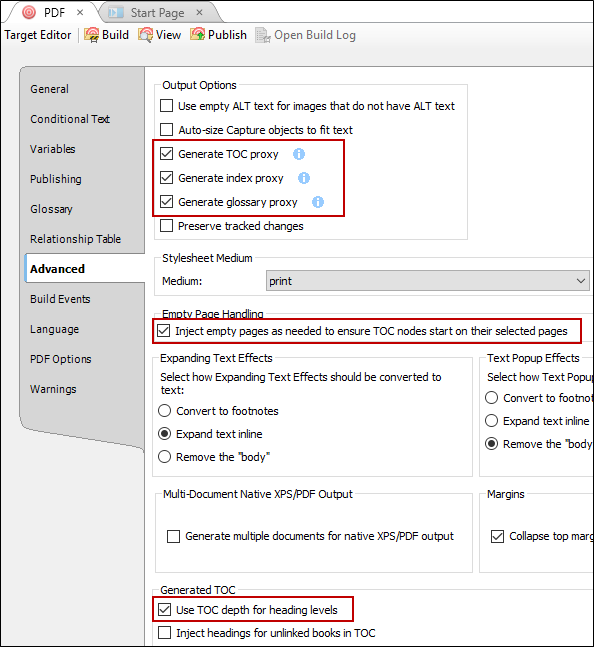 PDF × Start Page ×
Target Editor Build View Publish Open Build Log
General
Conditional Text
Variables
Publishing
Glossary
Relationship Table
Advanced
Build Events
Language
PDF Options
Warnings
Output Options
Use empty ALT text for images that do not have ALT text
Auto-size Capture objects to fit text
Generate TOC proxy
Generate index proxy
Generate glossary proxy
Preserve tracked changes
Stylesheet Medium
Medium: print
Empty Page Handling
Inject empty pages as needed to ensure TOC nodes start on their selected pages
Expanding Text Effects
Select how Expanding Text Effects should be converted to
text:
Convert to footnotes
Expand text inline
Remove the "body"
Text Popup Effects
Select how Text Popu
Convert to footno
Expand text inline
Remove the "body
Multi-Document Native XPS/PDF Output
Generate multiple documents for native XPS/PDF output
Margins
Collapse top marg
Generated TOC
Use TOC depth for heading levels
Inject headings for unlinked books in TOC